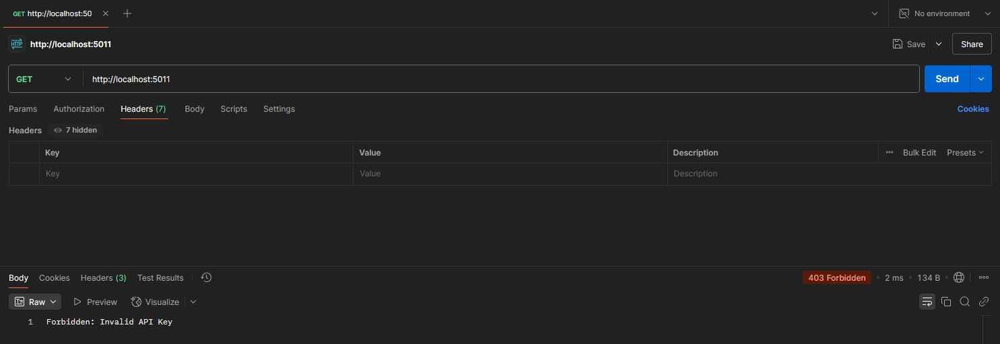 GET http://localhost:50
No environment
HTTP http://localhost:5011
Save
Share
GET http://localhost:5011
Send
Params Authorization Headers (7) Body Scripts Settings
Cookies
Headers 7 hidden
Key Value Description
Bulk Edit Presets
Key Value Description
Body Cookies Headers (3) Test Results
403 Forbidden • 2 ms • 134 B
Raw Preview Visualize
1 Forbidden: Invalid API Key